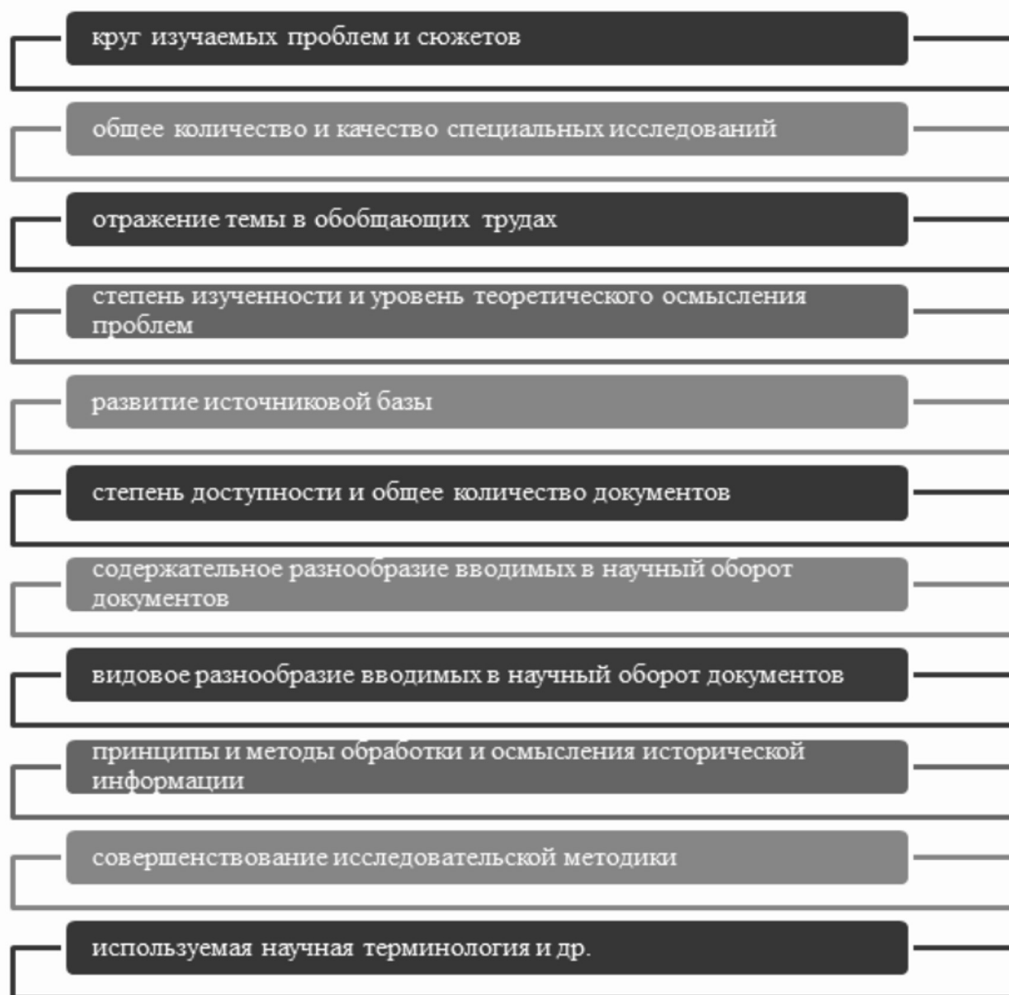 круг изучаемых проблем и сюжетов
общее количество и качество специальных исследований
отражение темы в обобщающих трудах
степень изученности и уровень теоретического осмысления
проблем
развитие источниковой базы
степень доступности и общее количество документов
содержательное разнообразие вводимых в научный оборот
документов
видовое разнообразие вводимых в научный оборот документов
принципы и методы обработки и осмысления исторической
информации
совершенствование исследовательской методики
используемая научная терминология и др.